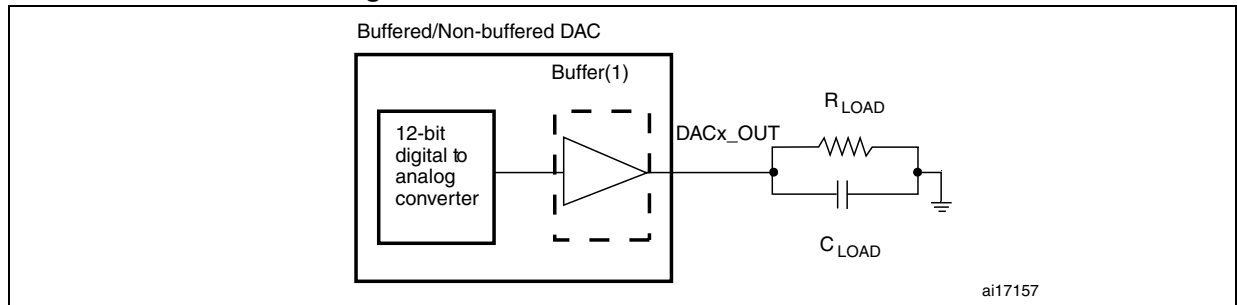 Buffered/Non-buffered DAC
Buffer(1)
12-bit
digital to
analog
converter
DACx_OUT
R LOAD
C LOAD
ai17157